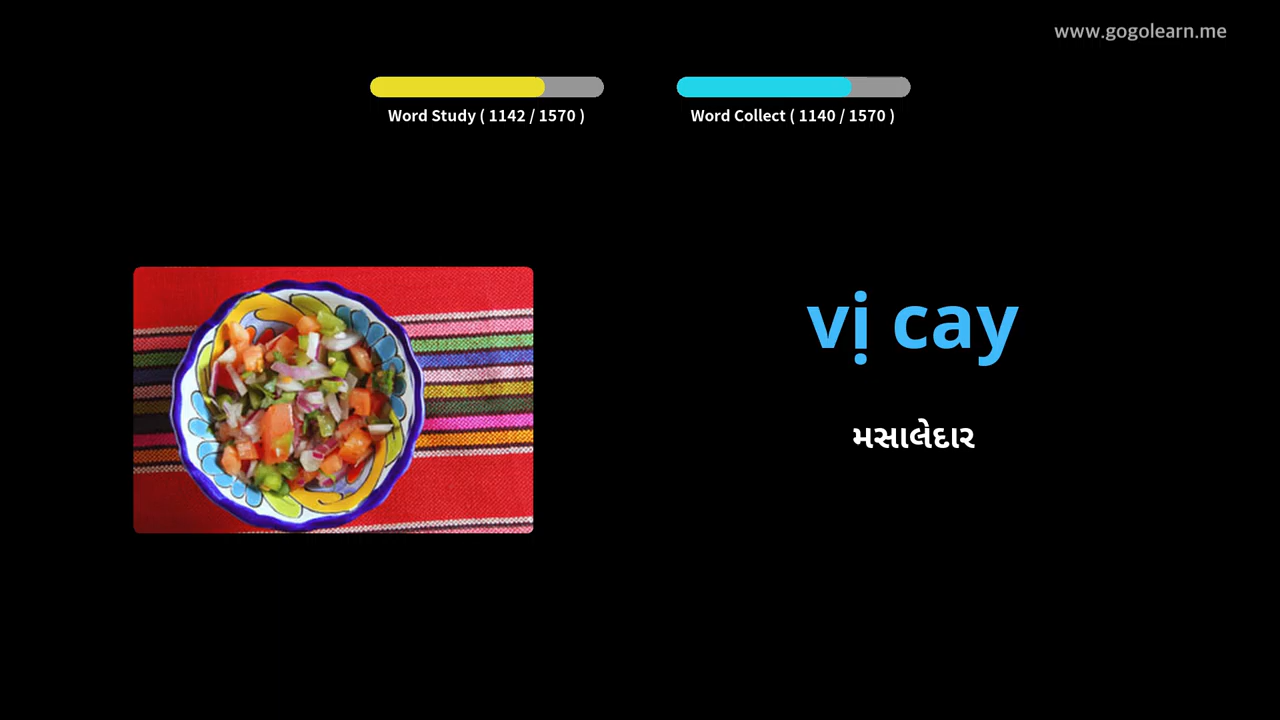 www.gogolearn.me
Word Study ( 1142 / 1570 )
Word Collect ( 1140 / 1570 )
vị cay
મસાલેદાર